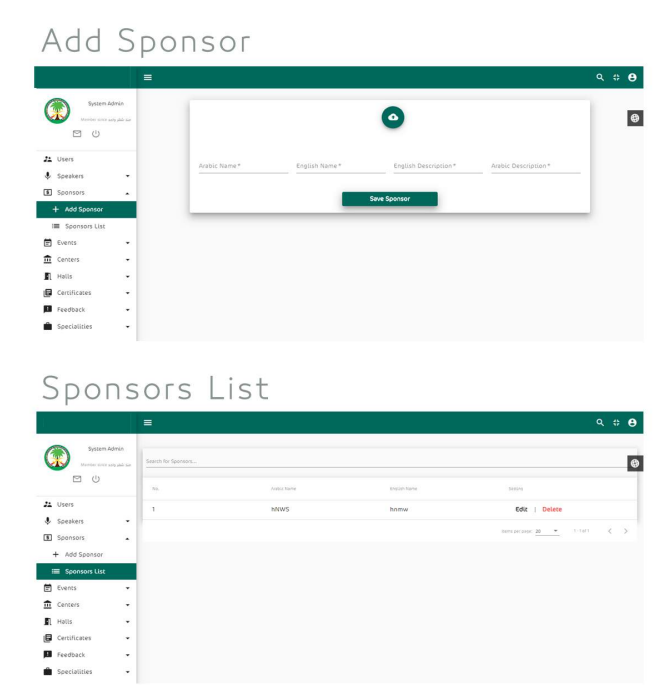 Add Sponsor
System Admin
Member since
Users
Speakers
Sponsors
Add Sponsor
Sponsors List
Events
Centers
Halls
Certificates
Feedback
Specialities
Arabic Name*
English Name*
English Description*
Arabic Description*
Save Sponsor
Sponsors List
System Admin
Member since
Users
Speakers
Sponsors
Add Sponsor
Sponsors List
Events
Centers
Halls
Certificates
Feedback
Specialities
Search for Sponsors...
No. Arabic Name English Name
1 hNWS hnmw Edit | Delete
Items per page: 20 1 - 1 of 1